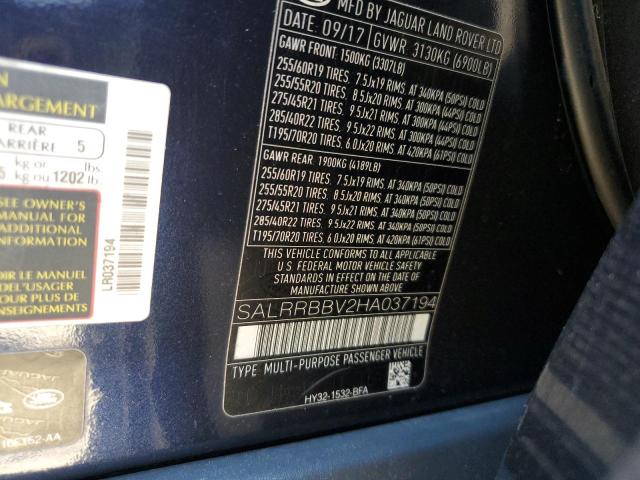 MFD BY JAGUAR LAND ROVER LTD
DATE: 09/17 GVWR: 3130KG (6900LB)
GAWR FRONT: 1500KG (3307LB)
255/60R19 TIRES, 7.5Jx19 RIMS, AT 340KPA (50PSI) COLD
255/55R20 TIRES, 8.5Jx20 RIMS, AT 300KPA (44PSI) COLD
275/45R21 TIRES, 9.5Jx21 RIMS, AT 300KPA (44PSI) COLD
285/40R22 TIRES, 9.5Jx22 RIMS, AT 300KPA (44PSI) COLD
T195/70R20 TIRES, 6.0Jx20 RIMS, AT 420KPA (61PSI) COLD
GAWR REAR: 1900KG (4189LB)
255/60R19 TIRES, 7.5Jx19 RIMS, AT 340KPA (50PSI) COLD
255/55R20 TIRES, 8.5Jx20 RIMS, AT 340KPA (50PSI) COLD
275/45R21 TIRES, 9.5Jx21 RIMS, AT 340KPA (50PSI) COLD
285/40R22 TIRES, 9.5Jx22 RIMS, AT 340KPA (50PSI) COLD
T195/70R20 TIRES, 6.0Jx20 RIMS, AT 420KPA (61PSI) COLD
THIS VEHICLE CONFORMS TO ALL APPLICABLE
U.S. FEDERAL MOTOR VEHICLE SAFETY STANDARDS IN
EFFECT ON THE DATE OF MANUFACTURE
SHOWN ABOVE
SALRRBBV2HA037194
TYPE: MULTI-PURPOSE PASSENGER VEHICLE
HY32-1532-BFA
ON
ARGEMENT
REAR
ARRIÈRE 5
kg or lbs.
kg ou 1202 lb.
SEE OWNER'S
MANUAL FOR
ADDITIONAL
INFORMATION
OIR LE MANUEL
DEL'USAGER
POUR PLUS DE
ENSEIGNEMENTS
LR037194